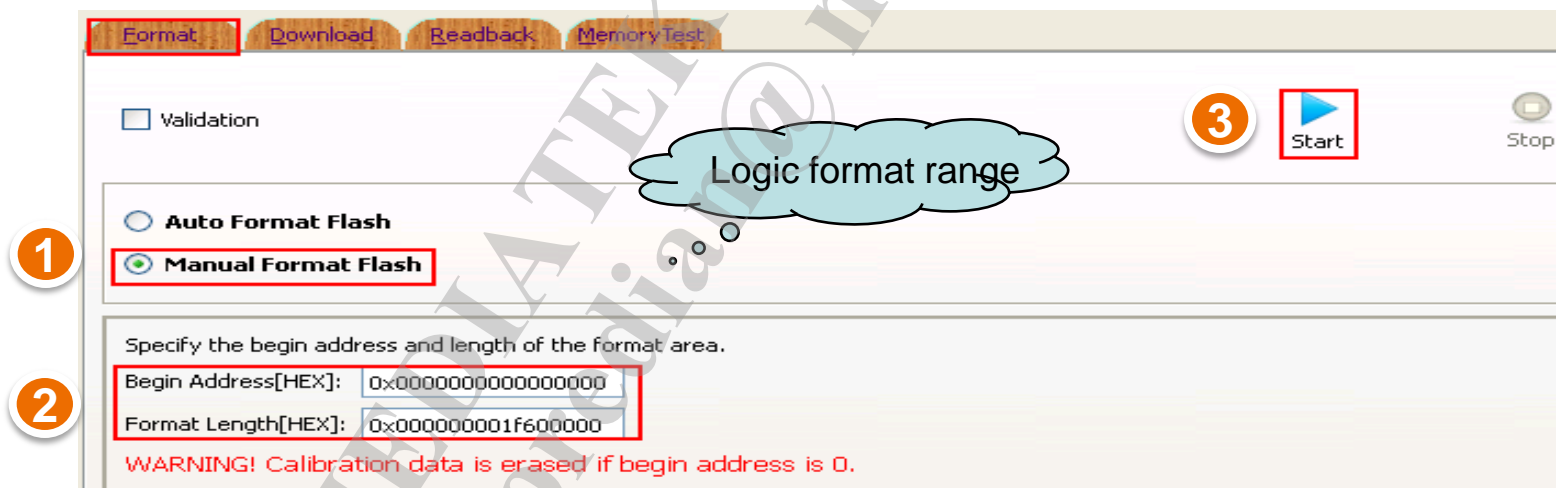 Format Download Readback MemoryTest
Validation
3
Start
Stop
Logic format range
Auto Format Flash
1
Manual Format Flash
Specify the begin address and length of the format area.
2
Begin Address[HEX]: 0x0000000000000000
Format Length[HEX]: 0x000000001f600000
WARNING! Calibration data is erased if begin address is 0.
MEDIATEK